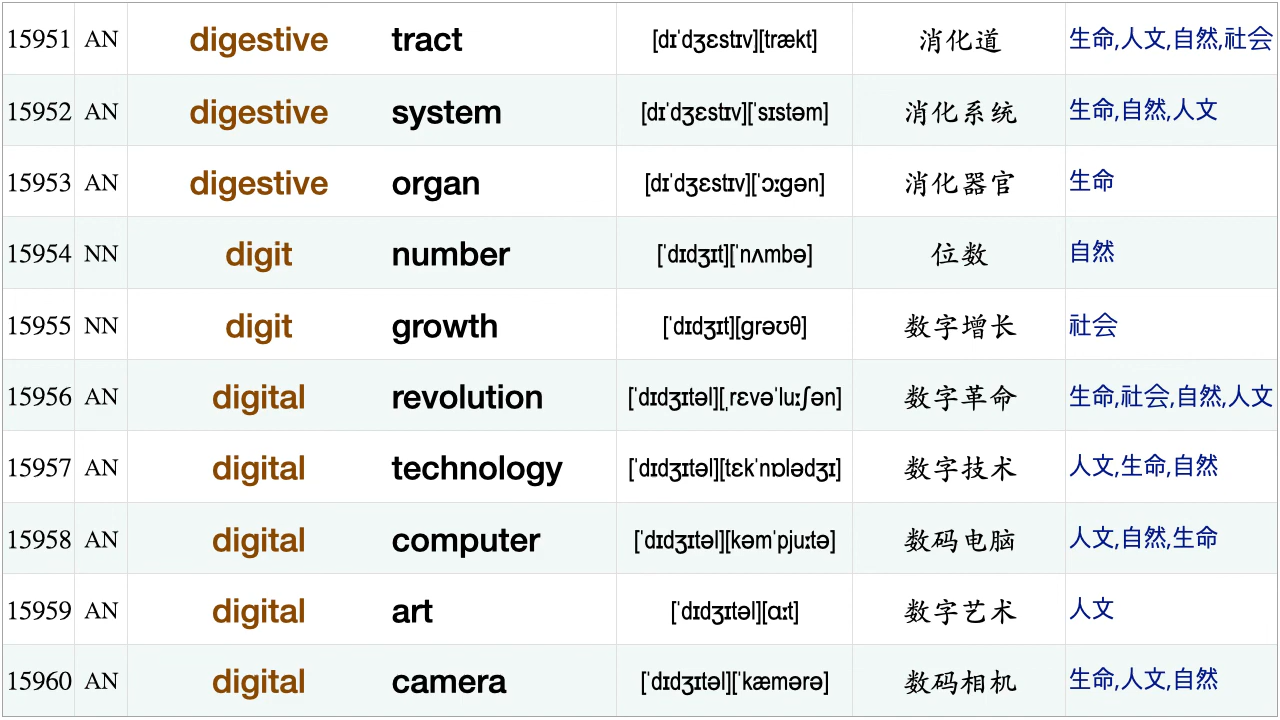 15951 AN digestive tract [dɪˈdʒɛstɪv][trækt] 消化道 生命,人文,自然,社会
15952 AN digestive system [dɪˈdʒɛstɪv][ˈsɪstəm] 消化系统 生命,自然,人文
15953 AN digestive organ [dɪˈdʒɛstɪv][ˈɔːgən] 消化器官 生命
15954 NN digit number [ˈdɪdʒɪt][ˈnʌmbə] 位数 自然
15955 NN digit growth [ˈdɪdʒɪt][grəʊθ] 数字增长 社会
15956 AN digital revolution [ˈdɪdʒɪtəl][ˌrɛvəˈluːʃən] 数字革命 生命,社会,自然,人文
15957 AN digital technology [ˈdɪdʒɪtəl][tɛkˈnɒlədʒɪ] 数字技术 人文,生命,自然
15958 AN digital computer [ˈdɪdʒɪtəl][kəmˈpjuːtə] 数码电脑 人文,自然,生命
15959 AN digital art [ˈdɪdʒɪtəl][ɑːt] 数字艺术 人文
15960 AN digital camera [ˈdɪdʒɪtəl][ˈkæmərə] 数码相机 生命,人文,自然